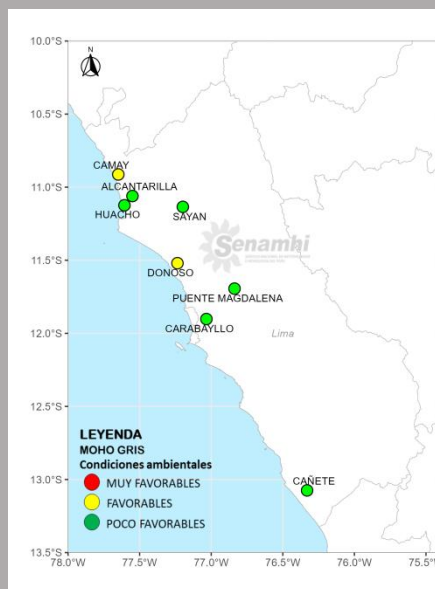 10.0°S
N
10.5°S
CAMAY
11.0°S
ALCANTARILLA
HUACHO
SAYAN
Senamhi
11.5°S
DONOSO
PUENTE MAGDALENA
12.0°S
CARABAYLLO
Lima
12.5°S
LEYENDA
MOHO GRIS
Condiciones ambientales
13.0°S
CAÑETE
MUY FAVORABLES
FAVORABLES
POCO FAVORABLES
13.5°S
78.0°W 77.5°W 77.0°W 76.5°W 76.0°W 75.5°W